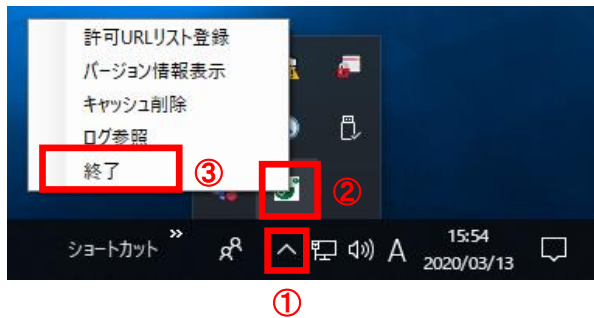 許可URLリスト登録
バージョン情報表示
キャッシュ削除
ログ参照
終了
③
②
ショートカット
»
A
15:54
2020/03/13
①